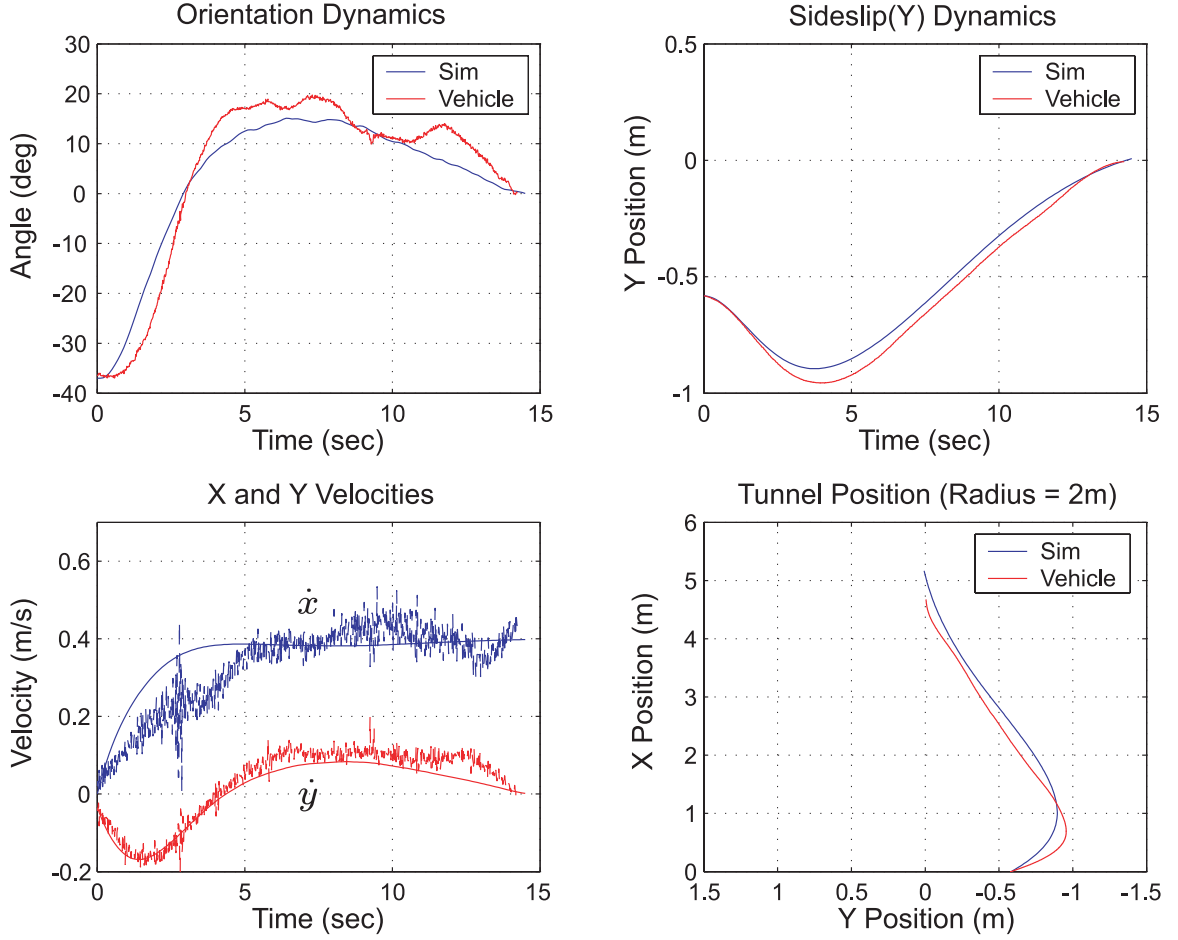 Orientation Dynamics
30
20
10
0
-10
-20
-30
-40
Angle (deg)
Sim
Vehicle
0
5
10
15
Time (sec)
Sideslip(Y) Dynamics
0.5
0
-0.5
-1
Y Position (m)
Sim
Vehicle
0
5
10
15
Time (sec)
X and Y Velocities
0.6
0.4
0.2
0
-0.2
Velocity (m/s)
ẋ
ẏ
0
5
10
15
Time (sec)
Tunnel Position (Radius = 2m)
6
5
4
3
2
1
0
X Position (m)
Sim
Vehicle
1.5
1
0.5
0
-0.5
-1
-1.5
Y Position (m)